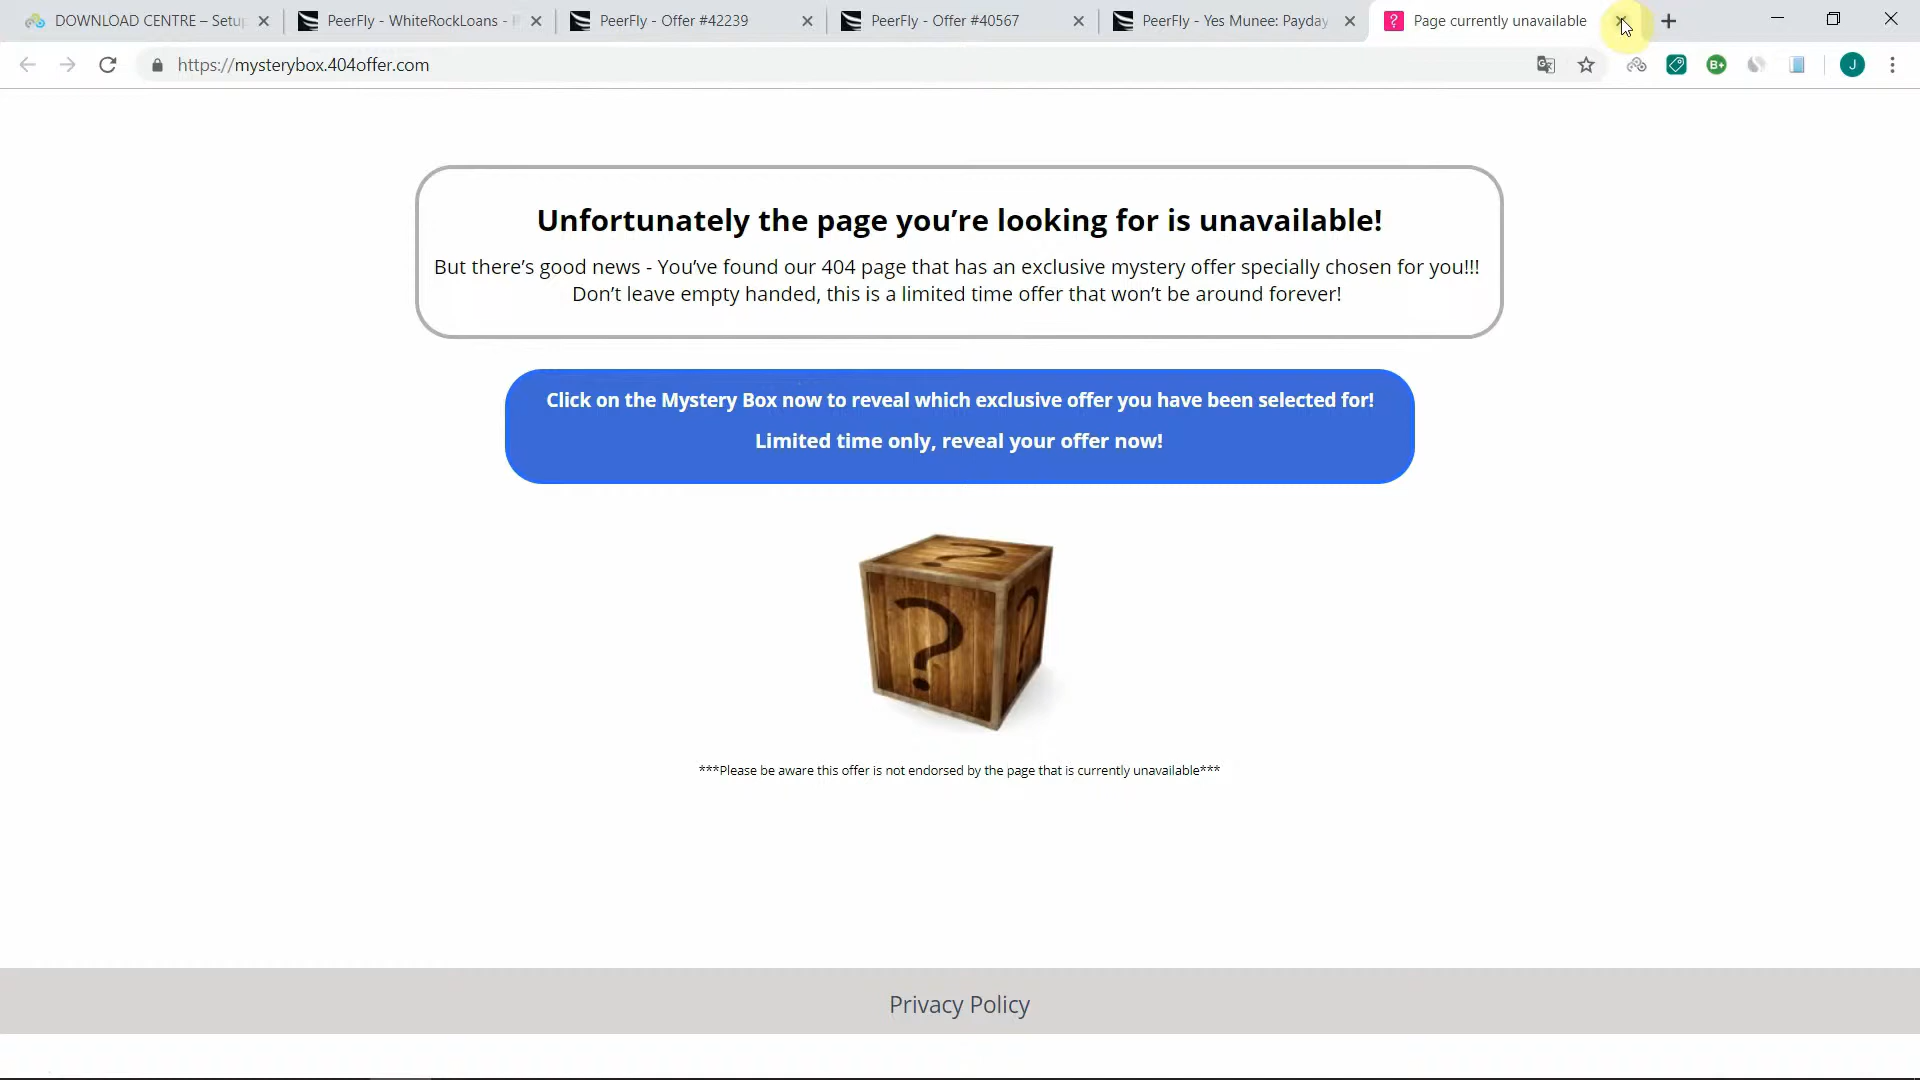 DOWNLOAD CENTRE – Setu
PeerFly - WhiteRockLoans -
PeerFly - Offer #42239
PeerFly - Offer #40567
PeerFly - Yes Munee: Payday
Page currently unavailable
https://mysterybox.404offer.com
B+
J
Unfortunately the page you’re looking for is unavailable!
But there’s good news - You’ve found our 404 page that has an exclusive mystery offer specially chosen for you!!!
Don’t leave empty handed, this is a limited time offer that won’t be around forever!
Click on the Mystery Box now to reveal which exclusive offer you have been selected for!
Limited time only, reveal your offer now!
? ? ?
***Please be aware this offer is not endorsed by the page that is currently unavailable***
Privacy Policy